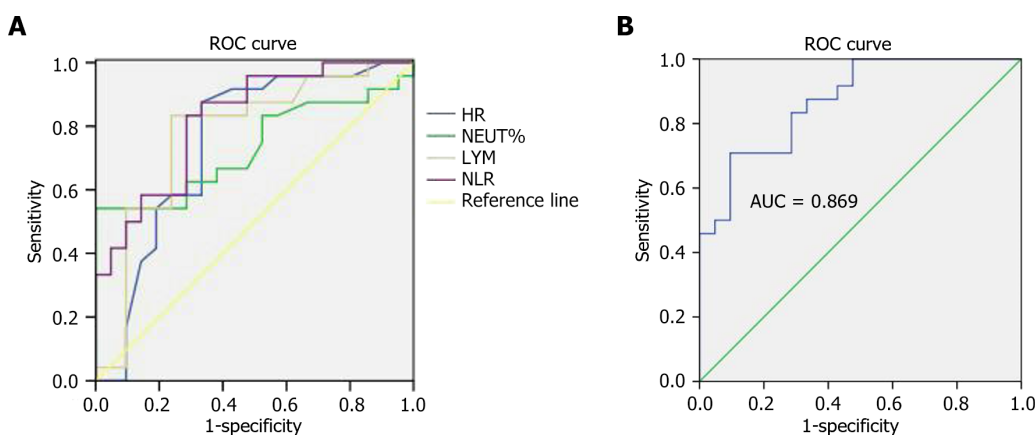 A
ROC curve
1.0
0.8
0.6
0.4
0.2
0.0
Sensitivity
0.0 0.2 0.4 0.6 0.8 1.0
1-specificity
HR
NEUT%
LYM
NLR
Reference line
B
ROC curve
1.0
0.8
0.6
0.4
0.2
0.0
Sensitivity
AUC = 0.869
0.0 0.2 0.4 0.6 0.8 1.0
1-specificity